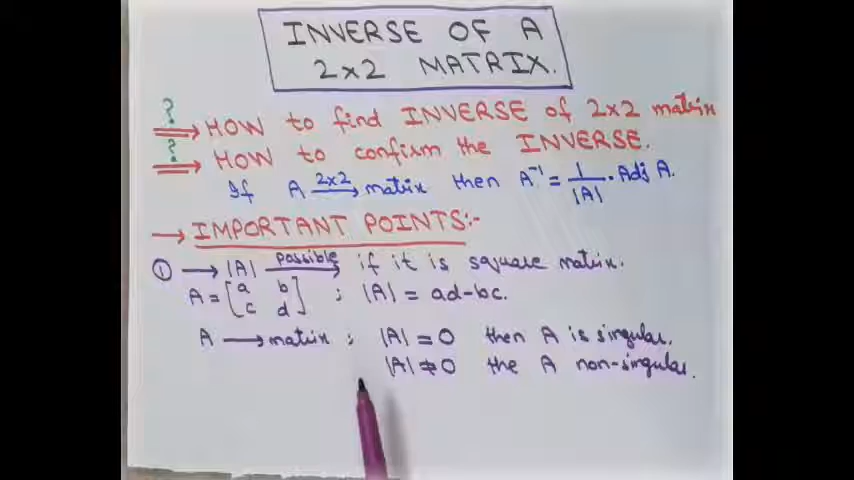 INVERSE OF A
2x2 MATRIX.
?
⟹ HOW to find INVERSE of 2x2 matrix
?
⟹ HOW to confirm the INVERSE.
If A 2x2⟶ matrix then A⁻¹ = 1/|A| . Adj A.
→ IMPORTANT POINTS:-
① → |A| possible⟶ if it is square matrix.
A = [a b
c d] ; |A| = ad-bc.
A ⟶ matrix ; |A| = 0 then A is singular.
|A| ≠ 0 the A non-singular.